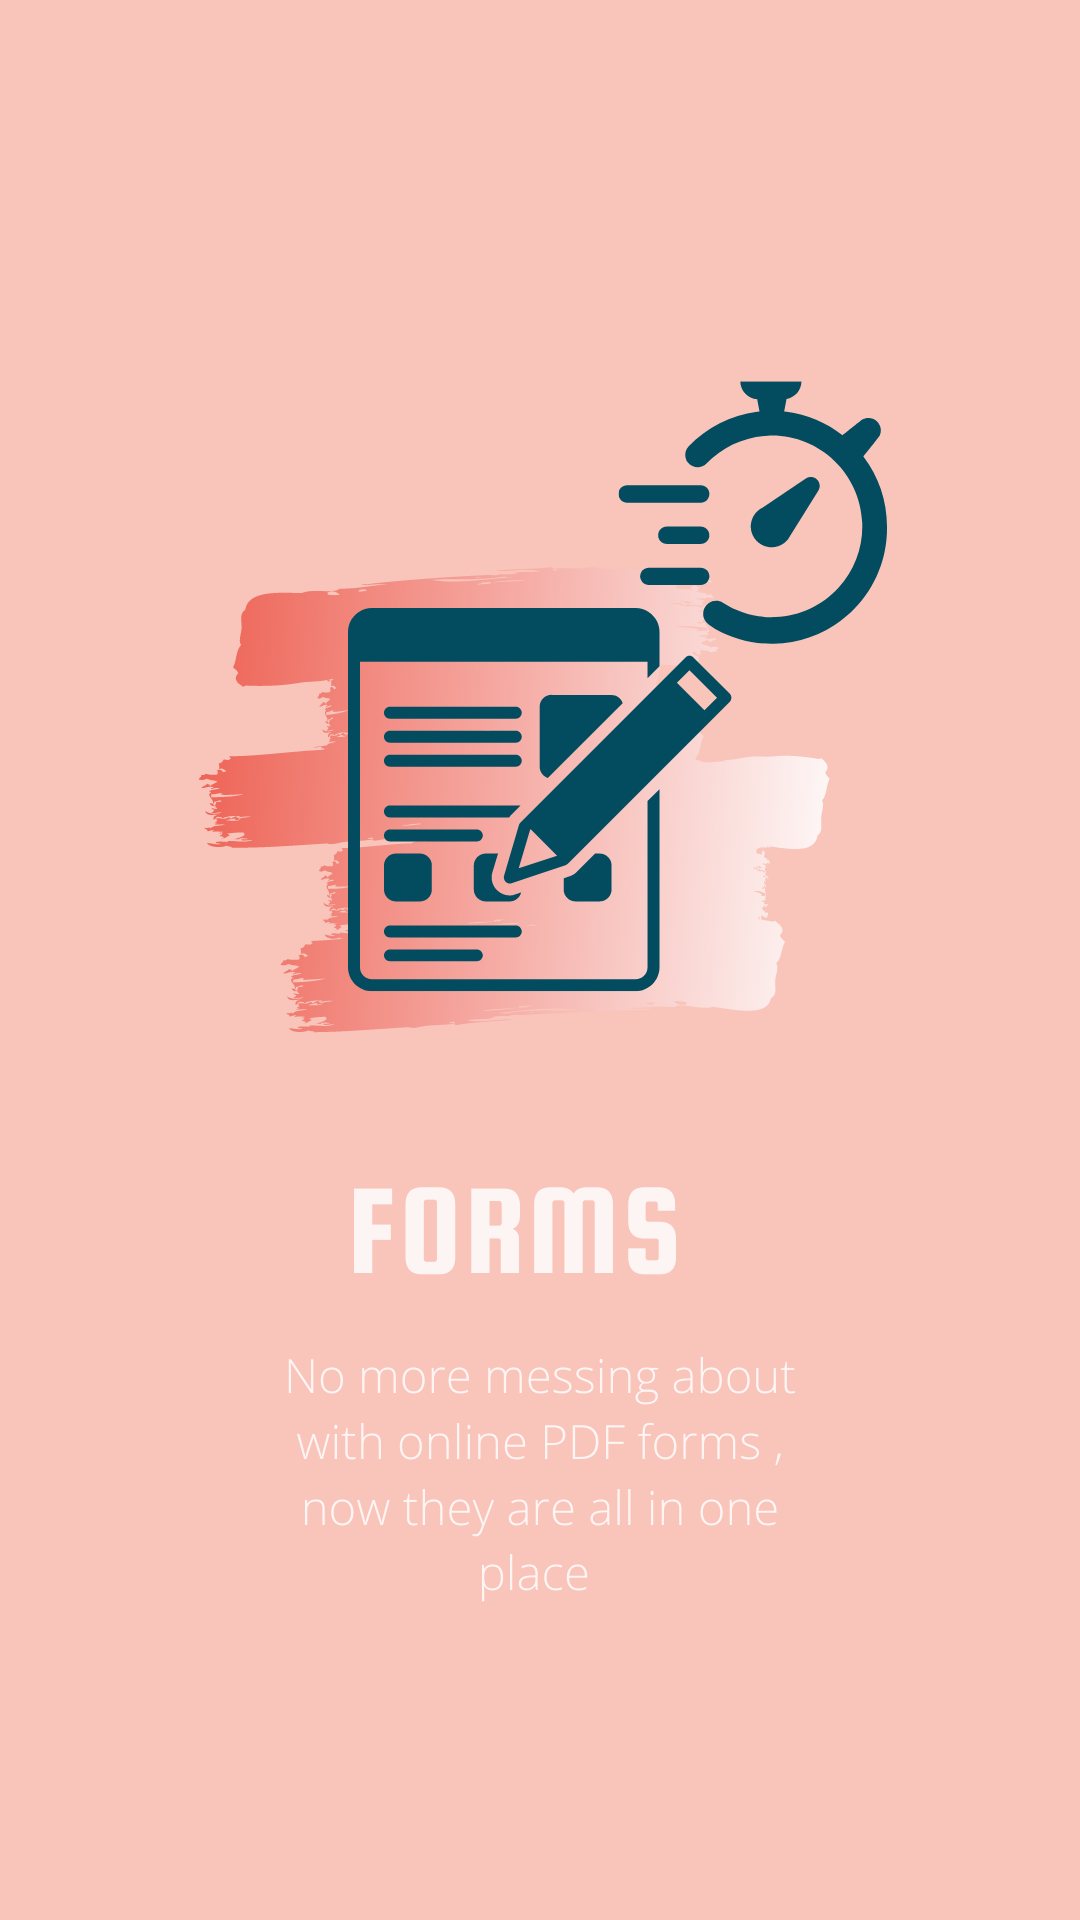 FORMS
No more messing about
with online PDF forms ,
now they are all in one
place